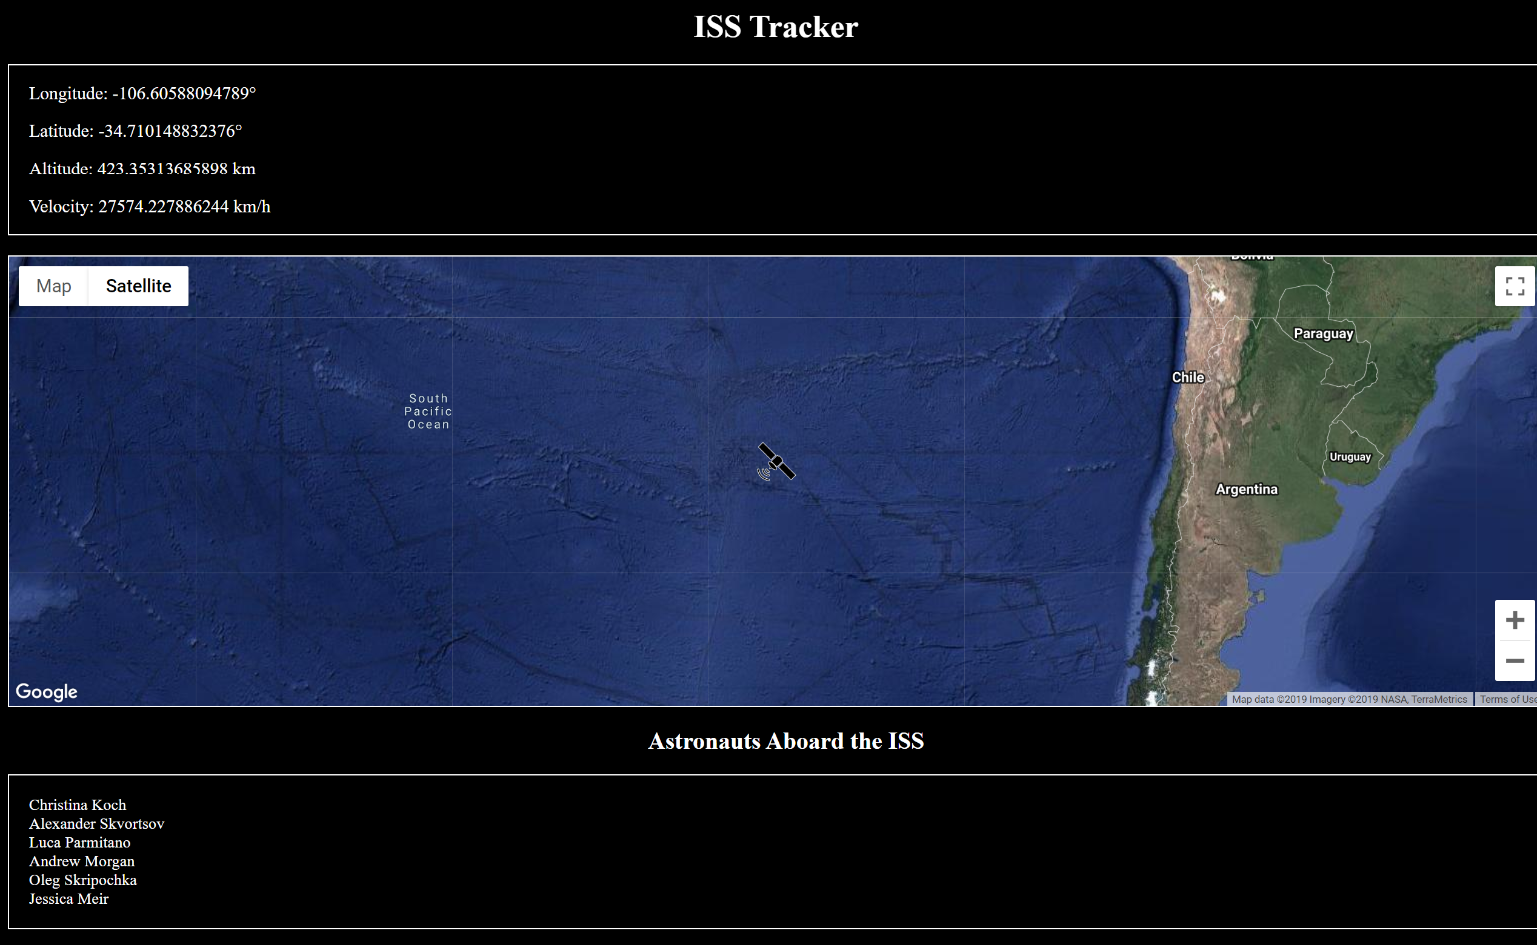 ISS Tracker
Longitude: -106.60588094789°
Latitude: -34.710148832376°
Altitude: 423.35313685898 km
Velocity: 27574.227886244 km/h
Map Satellite
Bolivia
Paraguay
Chile
South
Pacific
Ocean
Uruguay
Argentina
Google
Map data ©2019 Imagery ©2019 NASA, TerraMetrics
Terms of Use
Astronauts Aboard the ISS
Christina Koch
Alexander Skvortsov
Luca Parmitano
Andrew Morgan
Oleg Skripochka
Jessica Meir